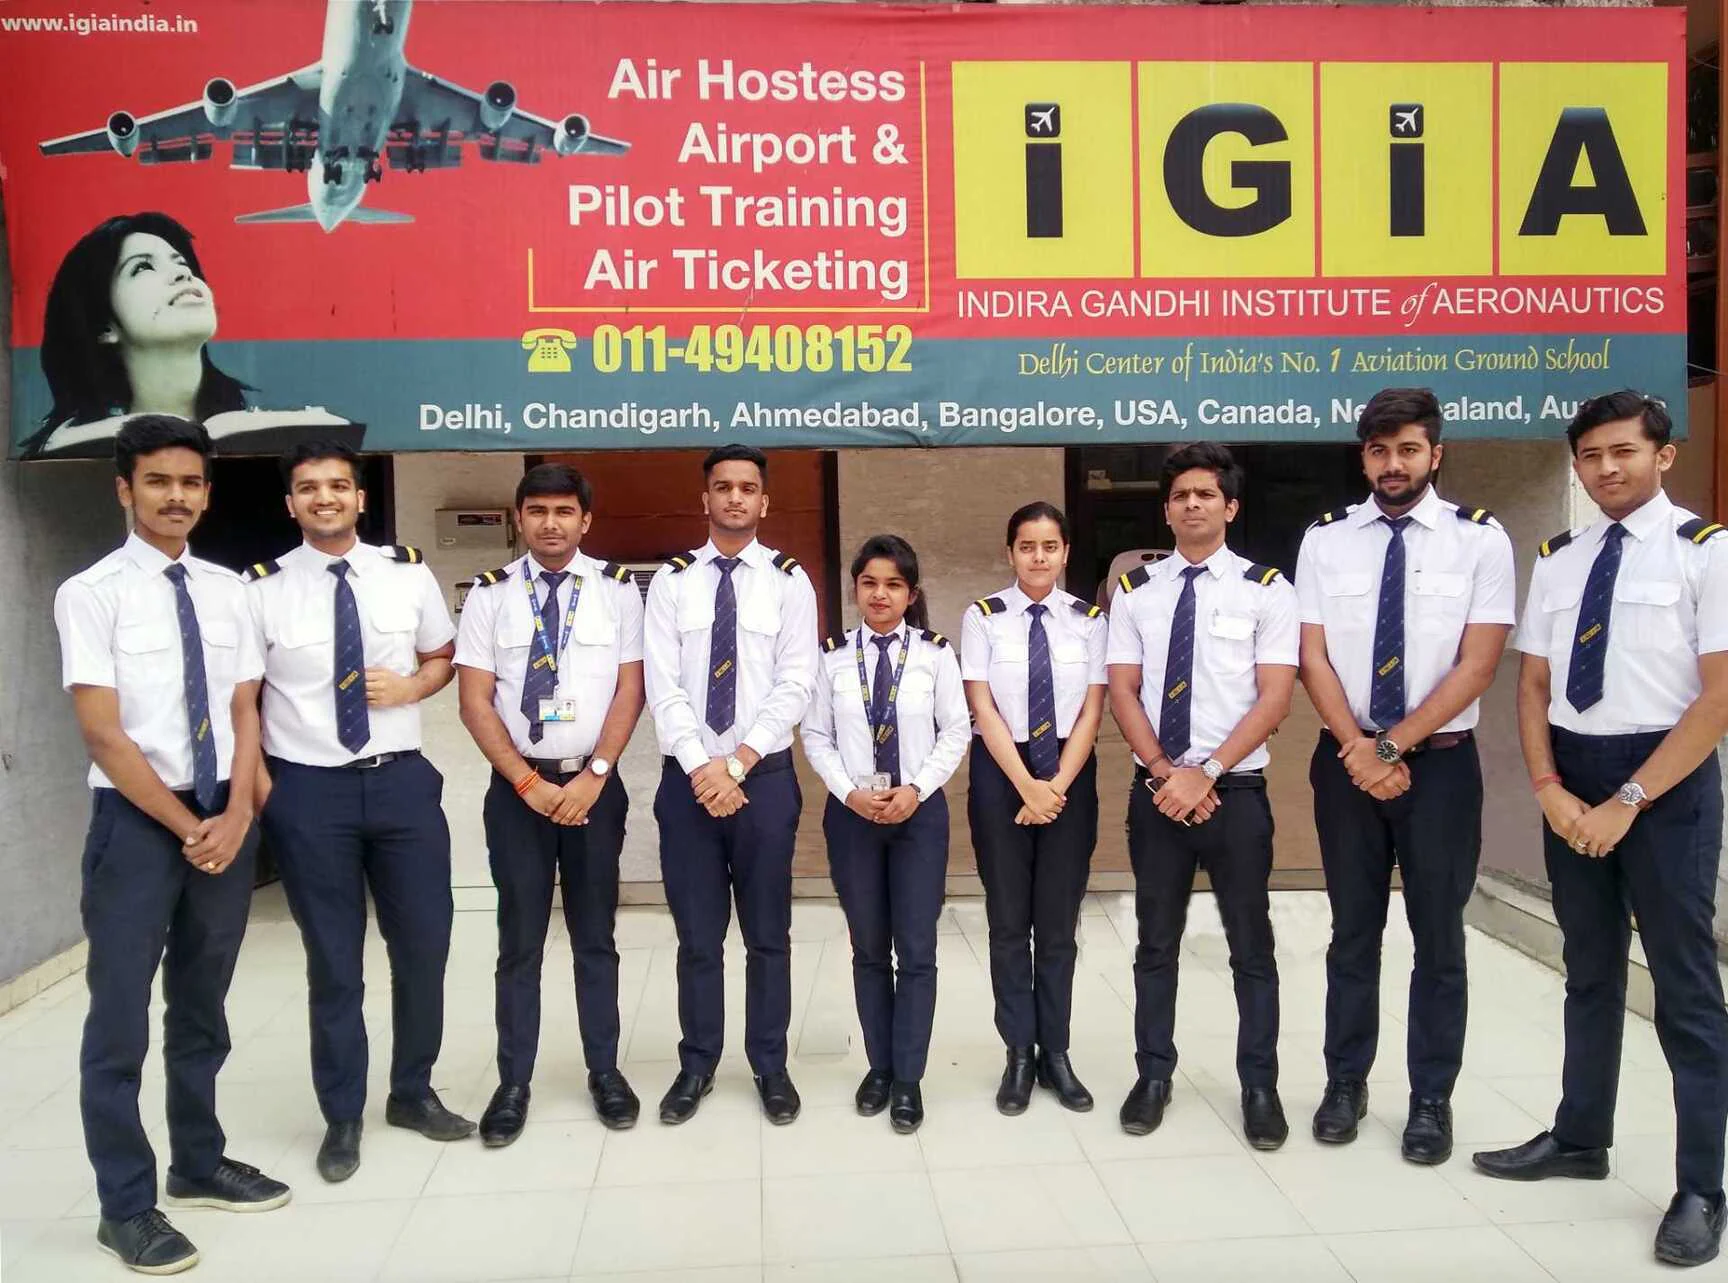 www.igiaindia.in
Air Hostess
Airport &
Pilot Training
Air Ticketing
011-49408152
iGiA
INDIRA GANDHI INSTITUTE of AERONAUTICS
Delhi Center of India's No. 1 Aviation Ground School
Delhi, Chandigarh, Ahmedabad, Bangalore, USA, Canada,